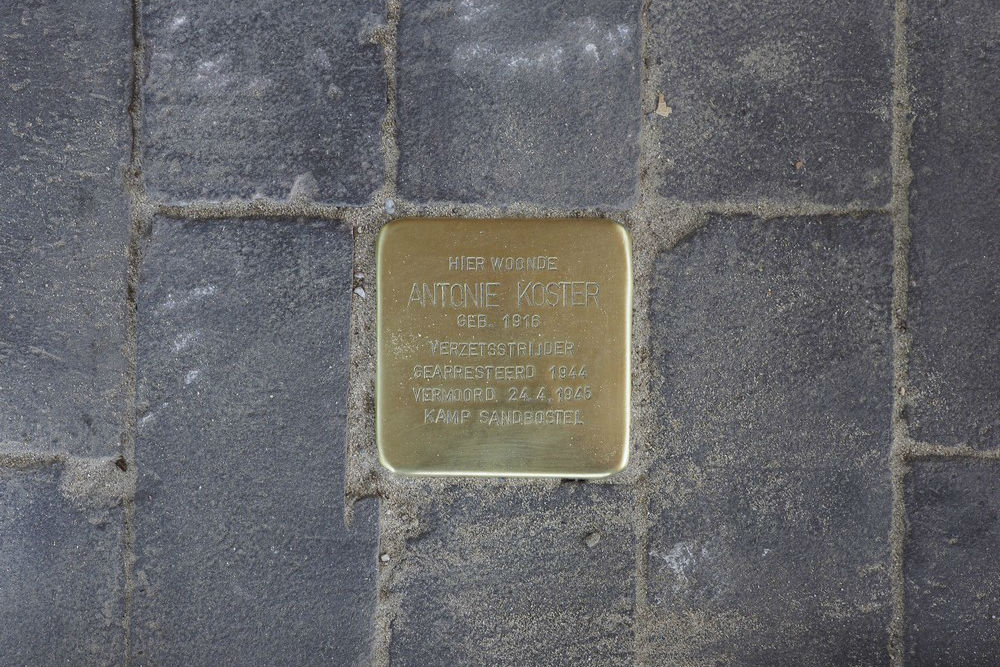 HIER WOONDE
ANTONIE KOSTER
GEB. 1916
VERZETSSTRIJDER
GEARRESTEERD 1944
VERMOORD 24.4.1945
KAMP SANDBOSTEL